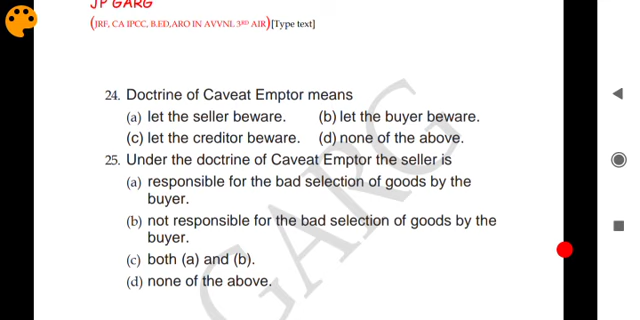 JP GARG
(JRF, CA IPCC, B.ED,ARO IN AVVNL 3RD AIR)[Type text]
24. Doctrine of Caveat Emptor means
(a) let the seller beware. (b) let the buyer beware.
(c) let the creditor beware. (d) none of the above.
25. Under the doctrine of Caveat Emptor the seller is
(a) responsible for the bad selection of goods by the
buyer.
(b) not responsible for the bad selection of goods by the
buyer.
(c) both (a) and (b).
(d) none of the above.
GARG